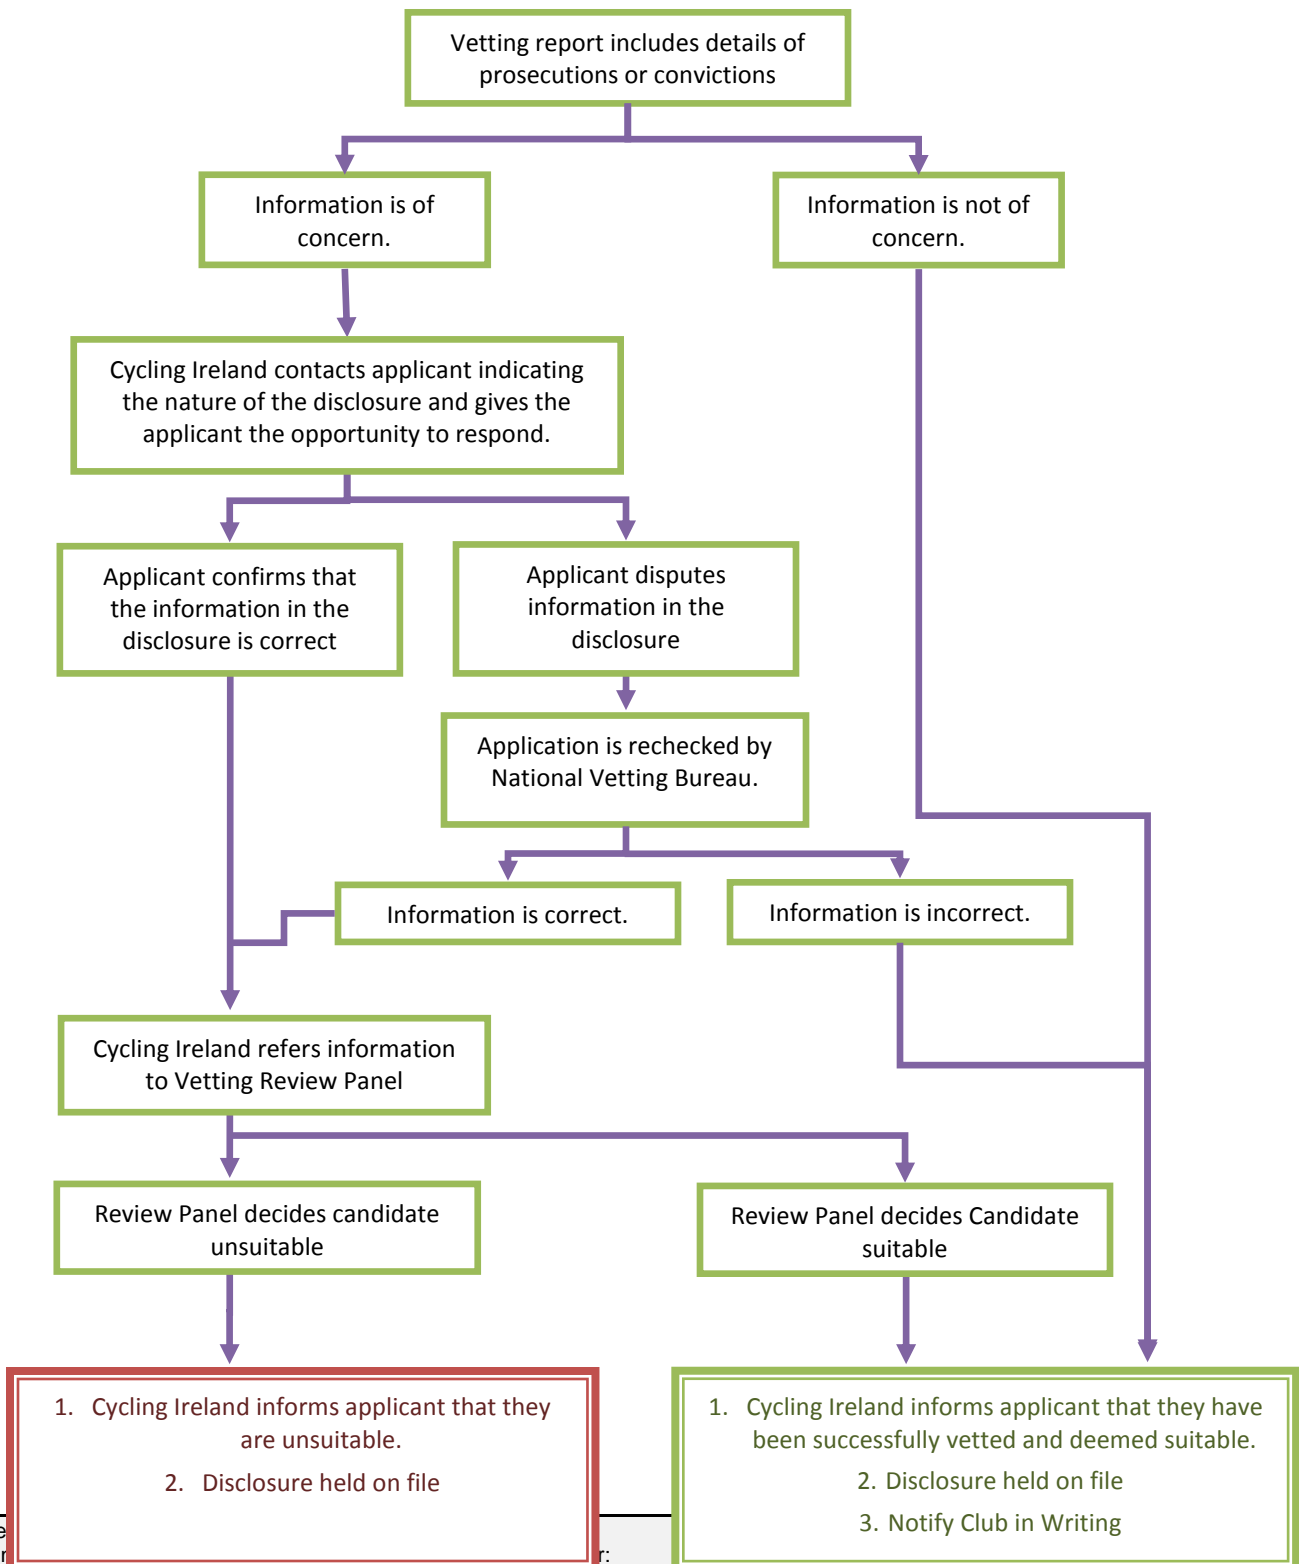 Vetting report includes details of
prosecutions or convictions
Information is of
concern.
Information is not of
concern.
Cycling Ireland contacts applicant indicating
the nature of the disclosure and gives the
applicant the opportunity to respond.
Applicant confirms that
the information in the
disclosure is correct
Applicant disputes
information in the
disclosure
Application is rechecked by
National Vetting Bureau.
Information is correct.
Information is incorrect.
Cycling Ireland refers information
to Vetting Review Panel
Review Panel decides candidate
unsuitable
Review Panel decides Candidate
suitable
1. Cycling Ireland informs applicant that they
are unsuitable.
2. Disclosure held on file
1. Cycling Ireland informs applicant that they have
been successfully vetted and deemed suitable.
2. Disclosure held on file
3. Notify Club in Writing